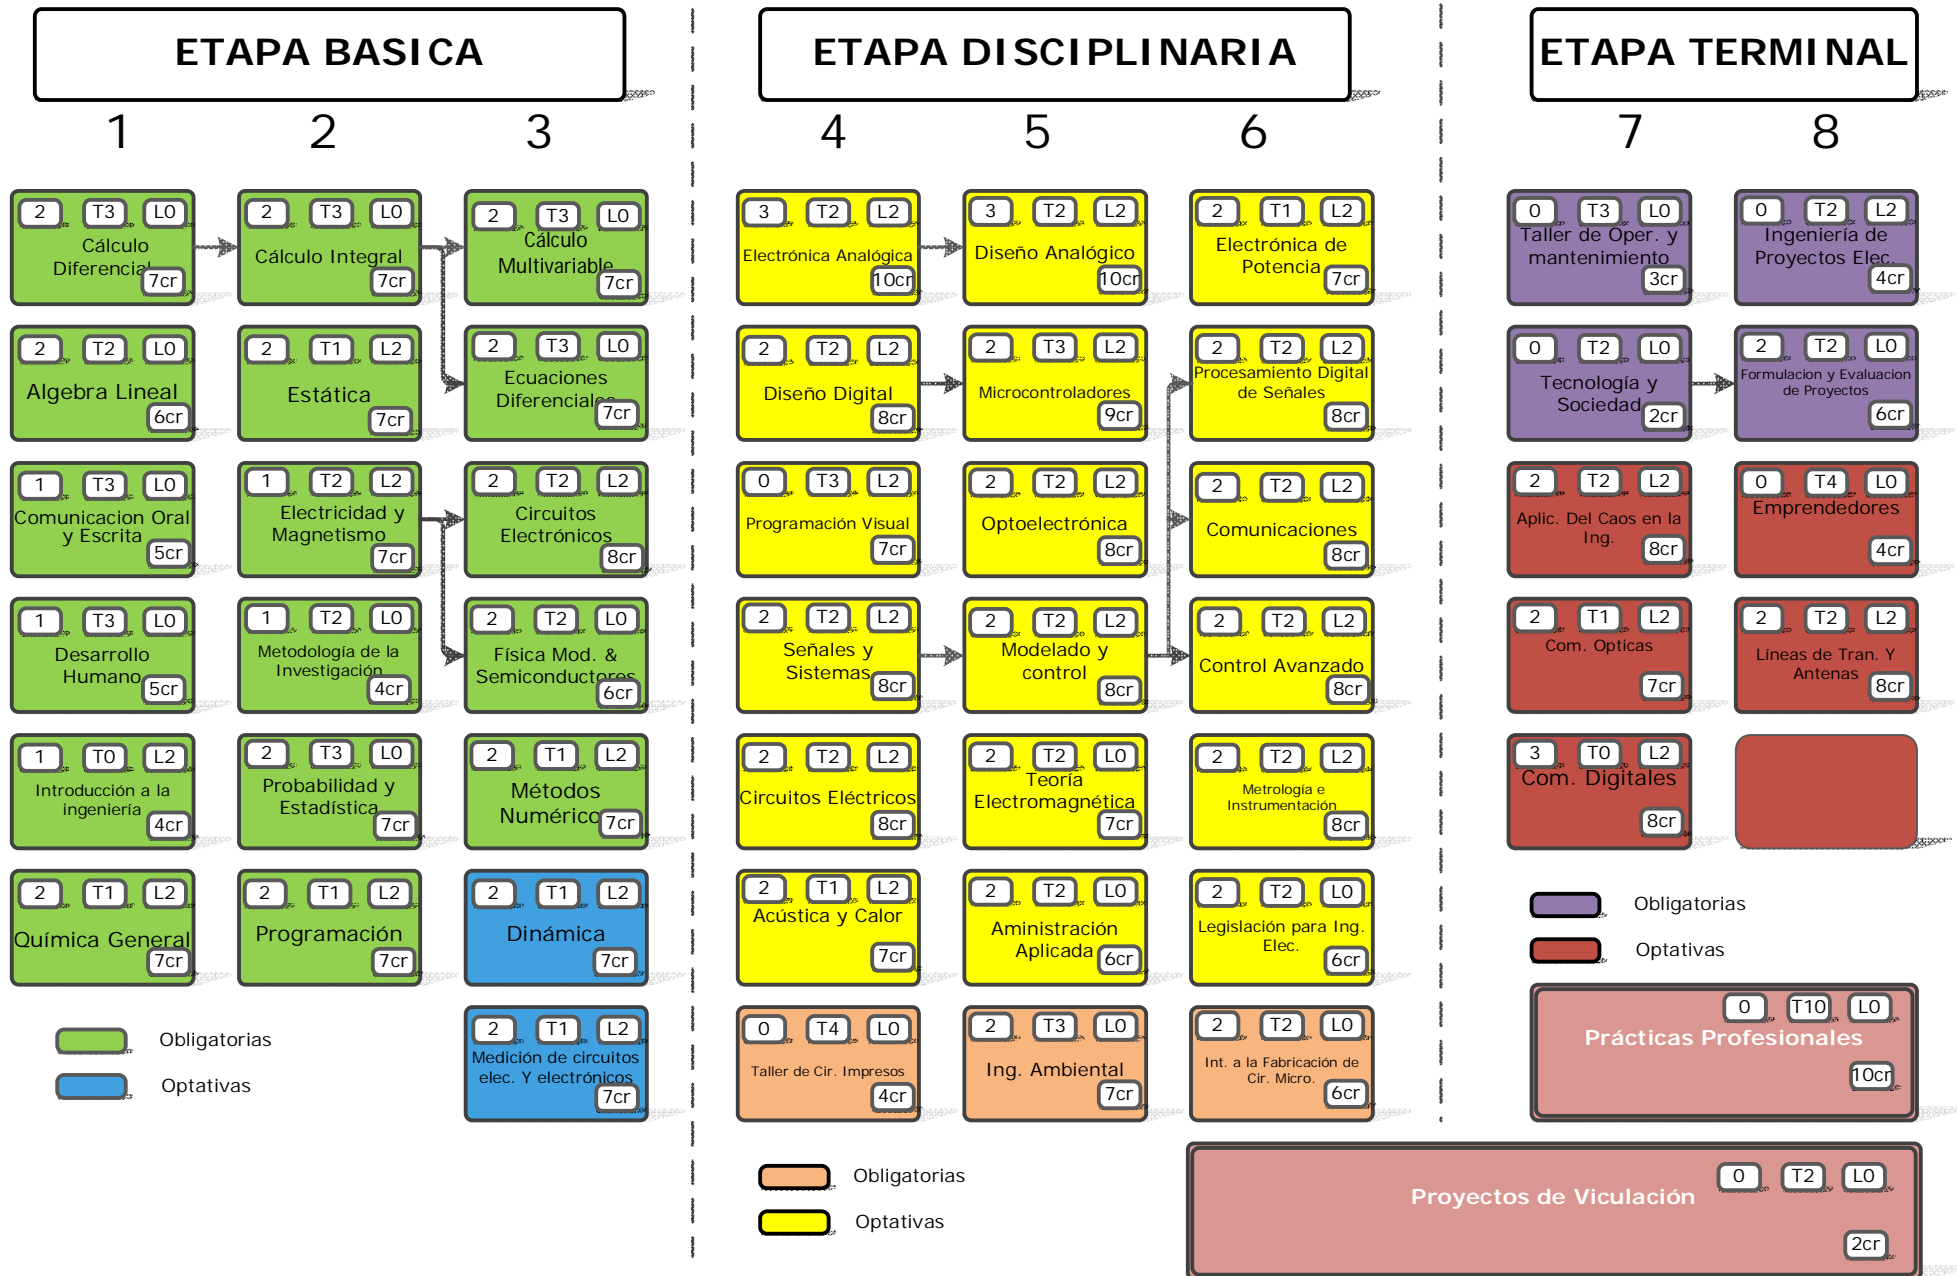 ETAPA BASICA
ETAPA DISCIPLINARIA
ETAPA TERMINAL
1
2
3
4
5
6
7
8
2 T3 L0
Cálculo
Diferencial
7cr
2 T3 L0
Cálculo Integral
7cr
2 T3 L0
Cálculo
Multivariable
7cr
3 T2 L2
Electrónica Analógica
10cr
3 T2 L2
Diseño Analógico
10cr
2 T1 L2
Electrónica de
Potencia
7cr
0 T3 L0
Taller de Oper. y
mantenimiento
3cr
0 T2 L2
Ingeniería de
Proyectos Elec.
4cr
2 T2 L0
Algebra Lineal
6cr
2 T1 L2
Estática
7cr
2 T3 L0
Ecuaciones
Diferenciales
7cr
2 T2 L2
Diseño Digital
8cr
2 T3 L2
Microcontroladores
9cr
2 T2 L2
Procesamiento Digital
de Señales
8cr
0 T2 L0
Tecnología y
Sociedad
2cr
2 T2 L0
Formulacion y Evaluacion
de Proyectos
6cr
1 T3 L0
Comunicacion Oral
y Escrita
5cr
1 T2 L2
Electricidad y
Magnetismo
7cr
2 T2 L2
Circuitos
Electrónicos
8cr
0 T3 L2
Programación Visual
7cr
2 T2 L2
Optoelectrónica
8cr
2 T2 L2
Comunicaciones
8cr
2 T2 L2
Aplic. Del Caos en la
Ing.
8cr
0 T4 L0
Emprendedores
4cr
1 T3 L0
Desarrollo
Humano
5cr
1 T2 L0
Metodología de la
Investigación
4cr
2 T2 L0
Física Mod. &
Semiconductores
6cr
2 T2 L2
Señales y
Sistemas
8cr
2 T2 L2
Modelado y
control
8cr
2 T2 L2
Control Avanzado
8cr
2 T1 L2
Com. Opticas
7cr
2 T2 L2
Líneas de Tran. Y
Antenas
8cr
1 T0 L2
Introducción a la
ingeniería
4cr
2 T3 L0
Probabilidad y
Estadística
7cr
2 T1 L2
Métodos
Numérico
7cr
2 T2 L2
Circuitos Eléctricos
8cr
2 T2 L0
Teoría
Electromagnética
7cr
2 T2 L2
Metrología e
Instrumentación
8cr
3 T0 L2
Com. Digitales
8cr
2 T1 L2
Química General
7cr
2 T1 L2
Programación
7cr
2 T1 L2
Dinámica
7cr
2 T1 L2
Acústica y Calor
7cr
2 T2 L0
Aministración
Aplicada
6cr
2 T2 L0
Legislación para Ing.
Elec.
6cr
Obligatorias
Optativas
2 T1 L2
Medición de circuitos
elec. Y electrónicos
7cr
0 T4 L0
Taller de Cir. Impresos
4cr
2 T3 L0
Ing. Ambiental
7cr
2 T2 L0
Int. a la Fabricación de
Cir. Micro.
6cr
0 T10 L0
Prácticas Profesionales
10cr
Obligatorias
Optativas
Obligatorias
Optativas
0 T2 L0
Proyectos de Viculación
2cr